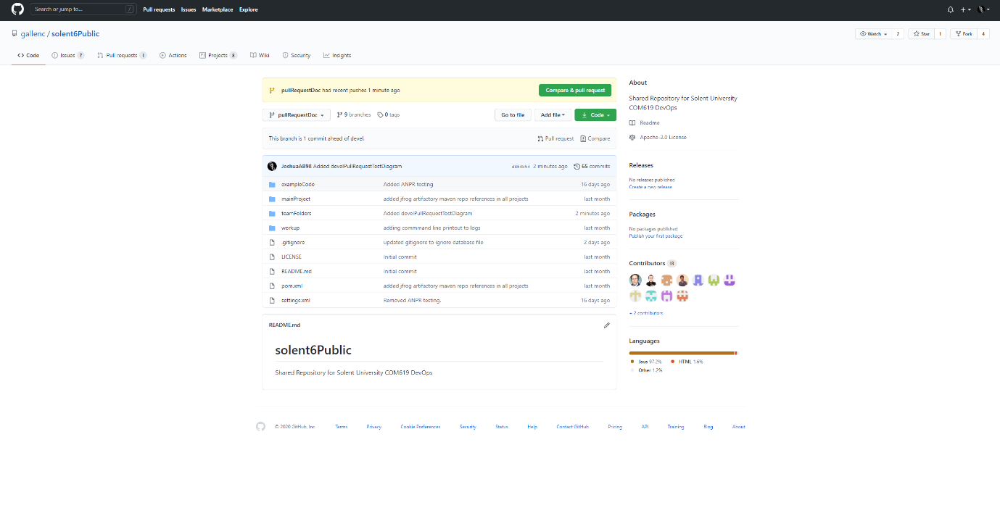 Search or jump to... /
Pull requests Issues Marketplace Explore
gallenc / solent6Public
Watch 2 Star 1 Fork 4
Code Issues 7 Pull requests 1 Actions Projects 8 Wiki Security Insights
pullRequestDoc had recent pushes 1 minute ago Compare & pull request
pullRequestDoc 9 branches 0 tags Go to file Add file Code
This branch is 1 commit ahead of devel. Pull request Compare
JoshuaAB98 Added develPullRequestTestDiagram 2 minutes ago 65 commits
exampleCode Added ANPR testing 16 days ago
mainProject added jfrog artifactory maven repo references in all projects last month
teamFolders Added develPullRequestTestDiagram 2 minutes ago
workup adding commmand line printout to logs last month
.gitignore updated gitignore to ignore database file 2 days ago
LICENSE Initial commit last month
README.md Initial commit last month
pom.xml added jfrog artifactory maven repo references in all projects last month
settings.xml Removed ANPR testing. 16 days ago
README.md
solent6Public
Shared Repository for Solent University COM619 DevOps
About
Shared Repository for Solent University
COM619 DevOps
Readme
Apache-2.0 License
Releases
No releases published
Create a new release
Packages
No packages published
Publish your first package
Contributors 13
+ 2 contributors
Languages
Java 97.2% HTML 1.6%
Other 1.2%
© 2020 GitHub, Inc. Terms Privacy Cookie Preferences Security Status Help Contact GitHub Pricing API Training Blog About